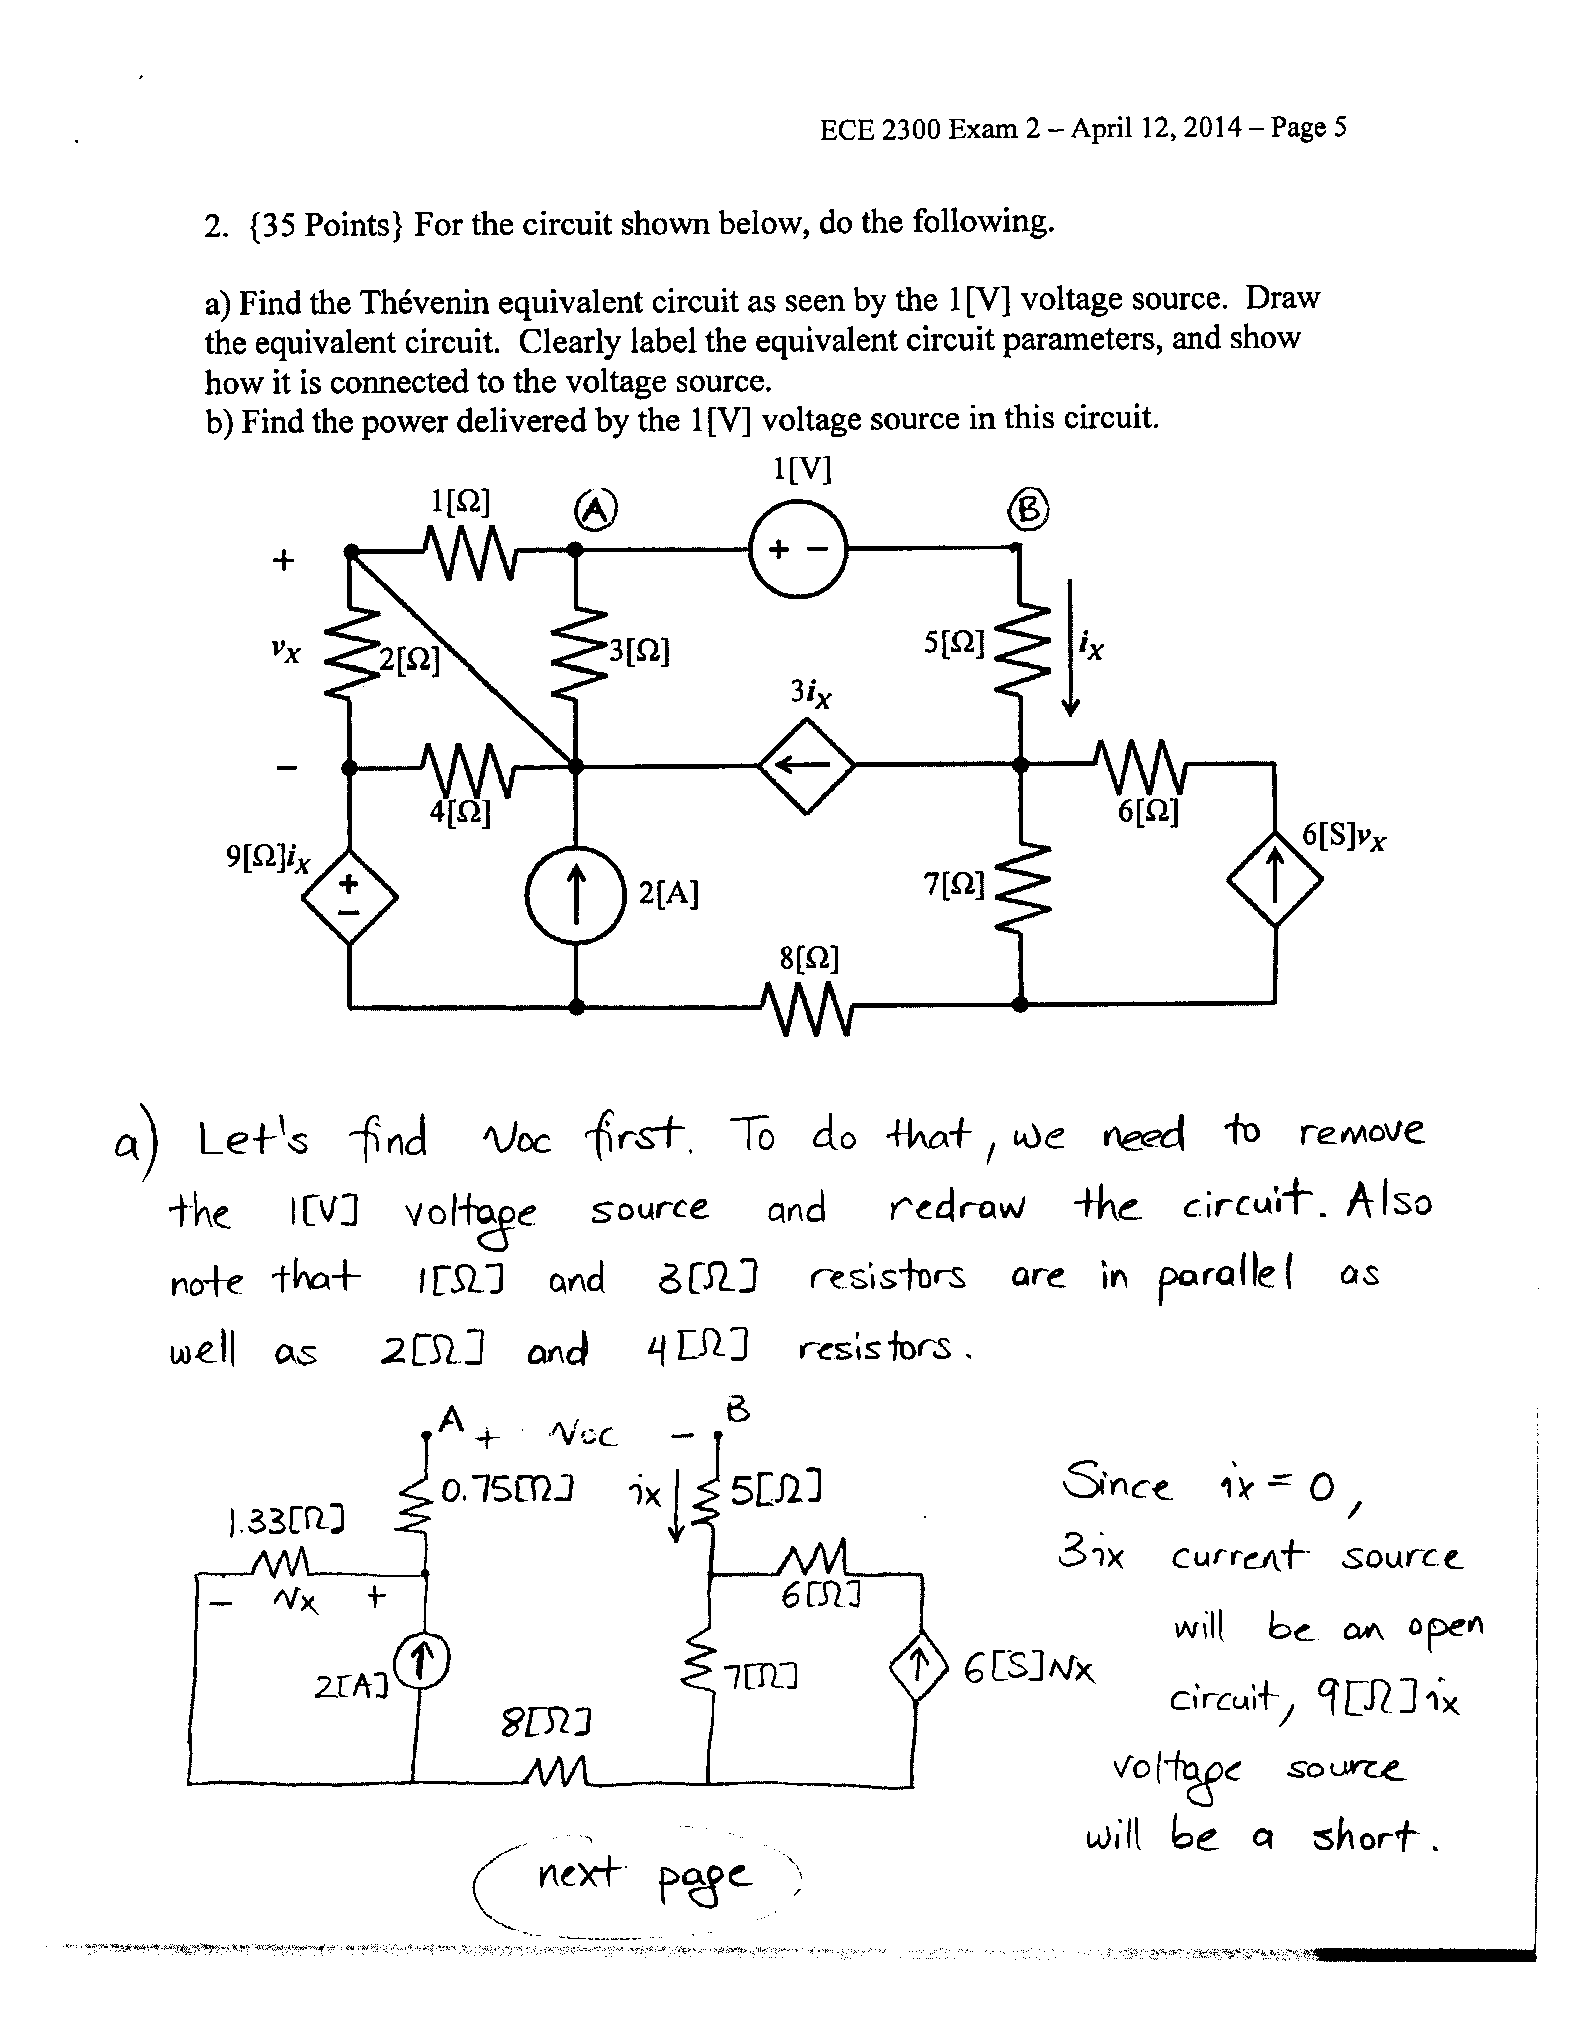 ECE 2300 Exam 2 – April 12, 2014 – Page 5
2. {35 Points} For the circuit shown below, do the following.
a) Find the Thévenin equivalent circuit as seen by the 1[V] voltage source. Draw
the equivalent circuit. Clearly label the equivalent circuit parameters, and show
how it is connected to the voltage source.
b) Find the power delivered by the 1[V] voltage source in this circuit.
1[V]
1[Ω]
A
B
+
+ −
vX
2[Ω]
3[Ω]
5[Ω]
iX
3iX
−
4[Ω]
6[Ω]
9[Ω]iX
+
−
2[A]
7[Ω]
6[S]vX
8[Ω]
a) Let's find Voc first. To do that, we need to remove
the 1[V] voltage source and redraw the circuit. Also
note that 1[Ω] and 3[Ω] resistors are in parallel as
well as 2[Ω] and 4[Ω] resistors.
A + Voc − B
0.75[Ω]
ix
5[Ω]
1.33[Ω]
− Vx +
6[Ω]
2[A]
7[Ω]
6[S]Vx
8[Ω]
Since ix = 0,
3ix current source
will be an open
circuit, 9[Ω]ix
voltage source
will be a short.
next page